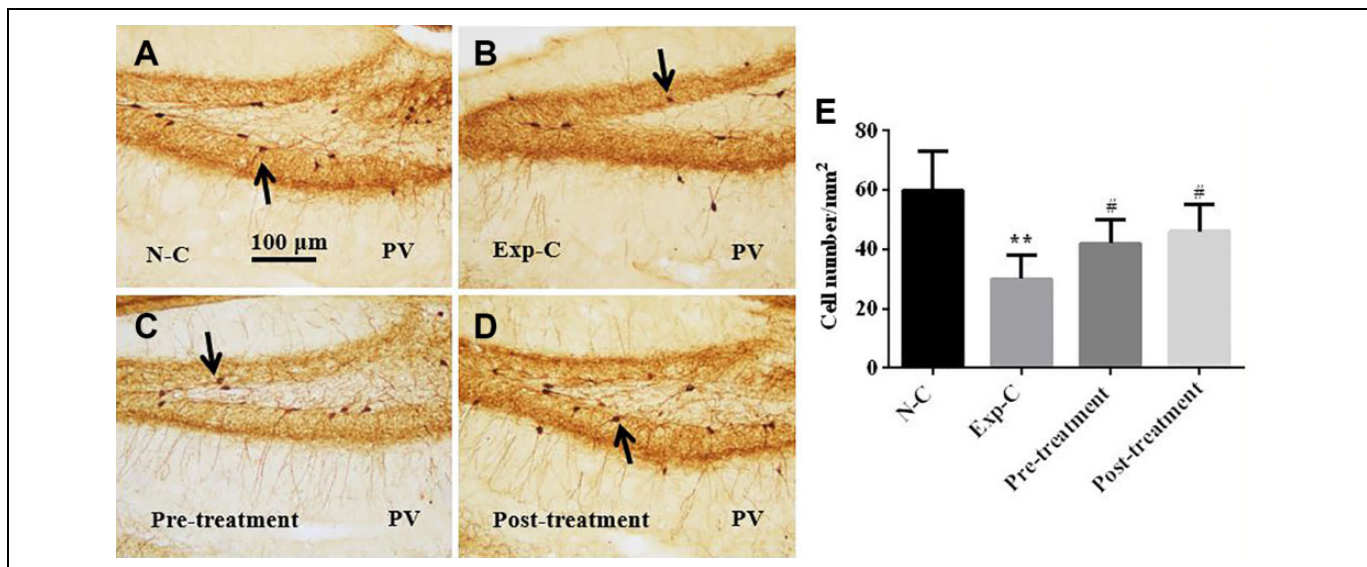 A
N-C
100 µm
PV
B
Exp-C
PV
C
Pre-treatment
PV
D
Post-treatment
PV
E
Cell number/mm²
80
60
40
20
0
**
#
#
N-C
Exp-C
Pre-treatment
Post-treatment